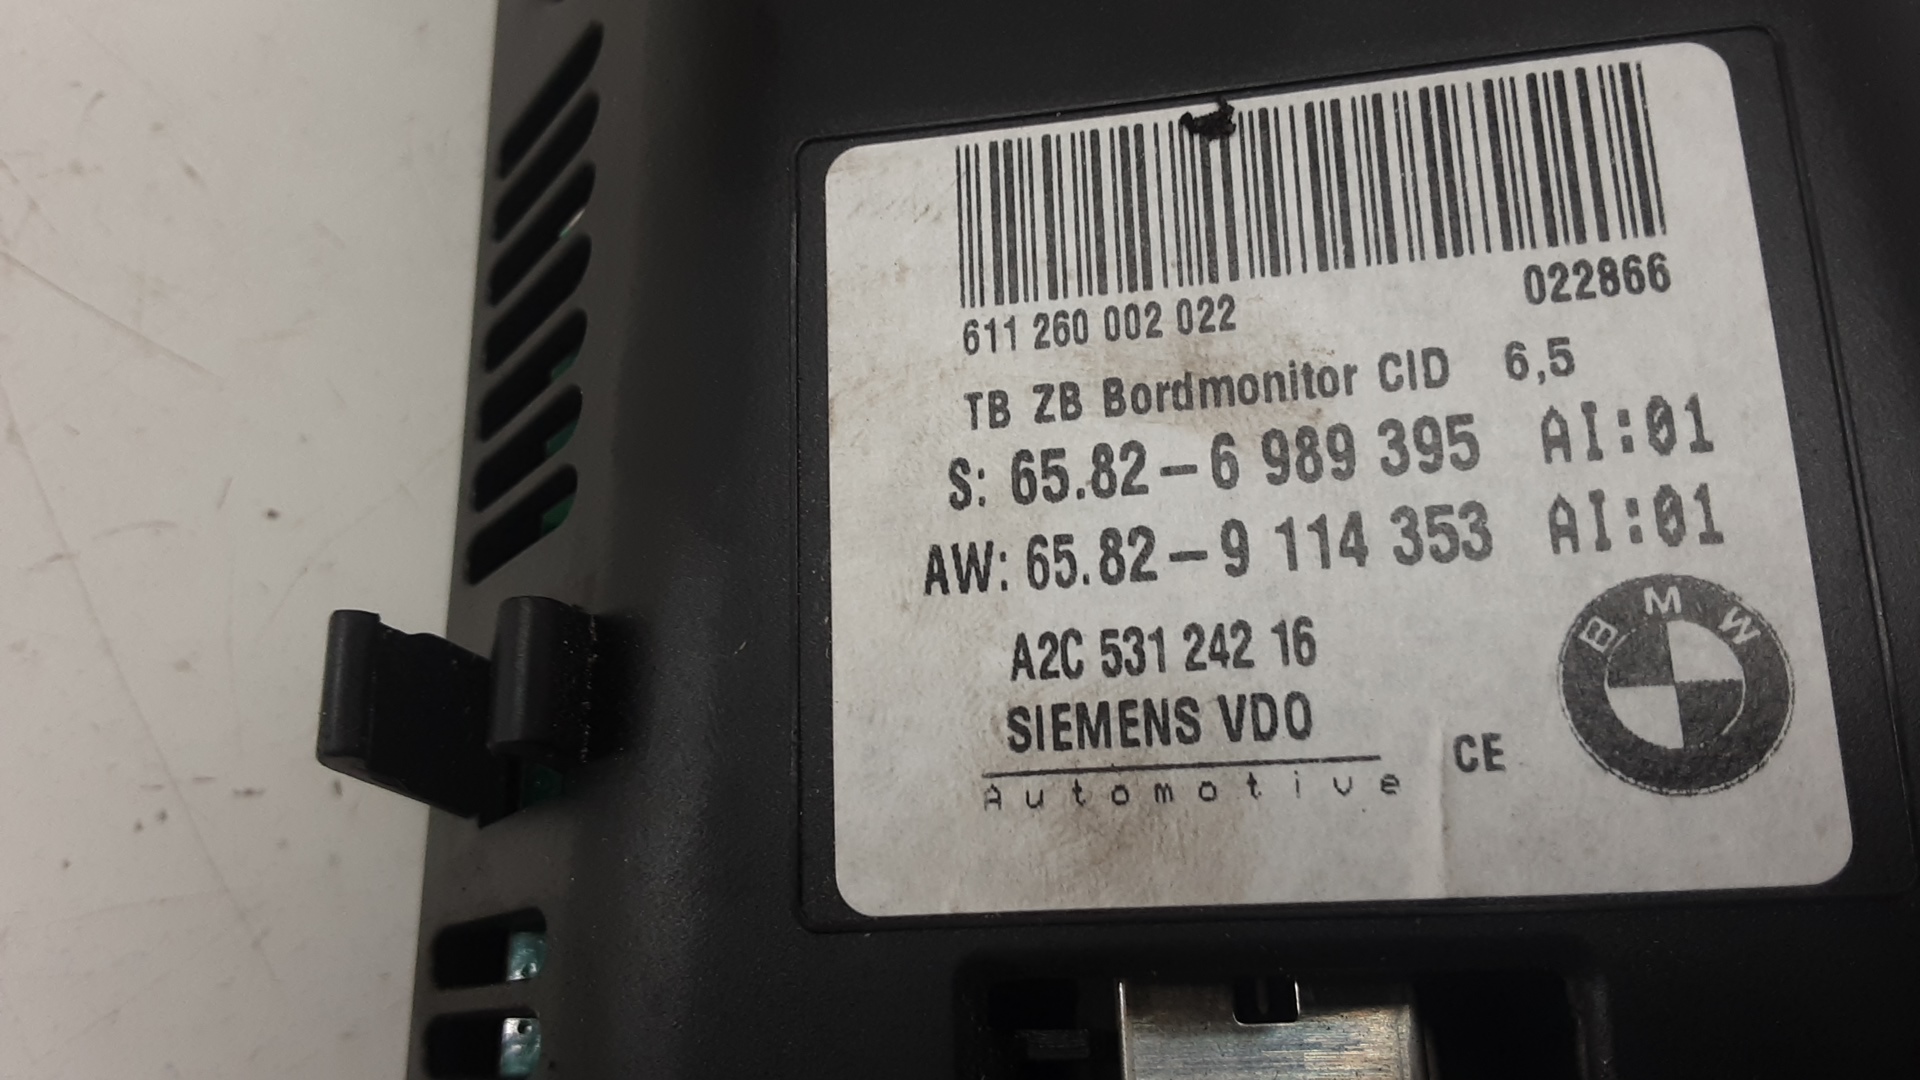 022866
611 260 002 022
TB ZB Bordmonitor CID 6,5
S: 65.82-6 989 395 AI:01
AW: 65.82-9 114 353 AI:01
A2C 531 242 16
SIEMENS VDO
Automotive
CE
BMW